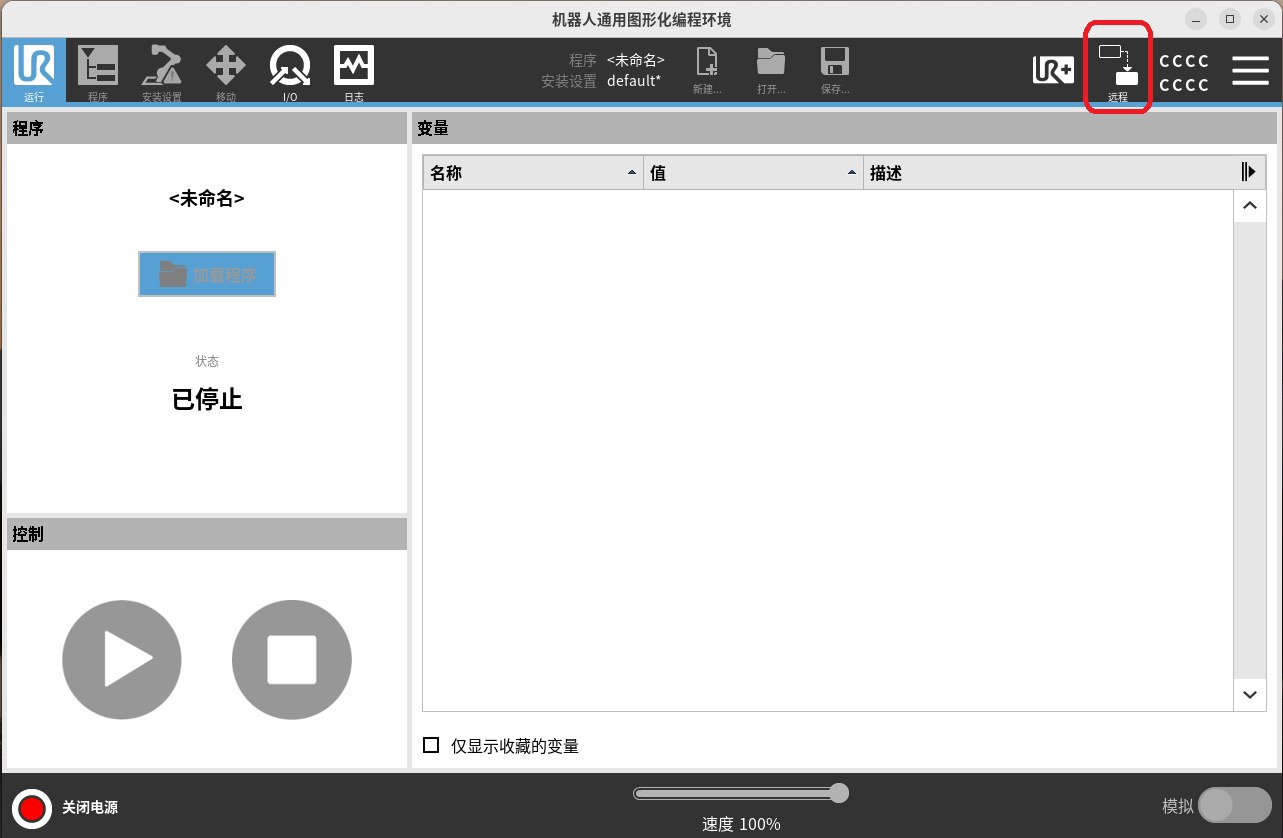 机器人通用图形化编程环境
UR
运行
程序
安装设置
移动
I/O
日志
程序 <未命名>
安装设置 default*
新建...
打开...
保存...
UR+
远程
CCCC
CCCC
程序
<未命名>
加载程序
状态
已停止
控制
变量
名称
值
描述
仅显示收藏的变量
关闭电源
速度 100%
模拟